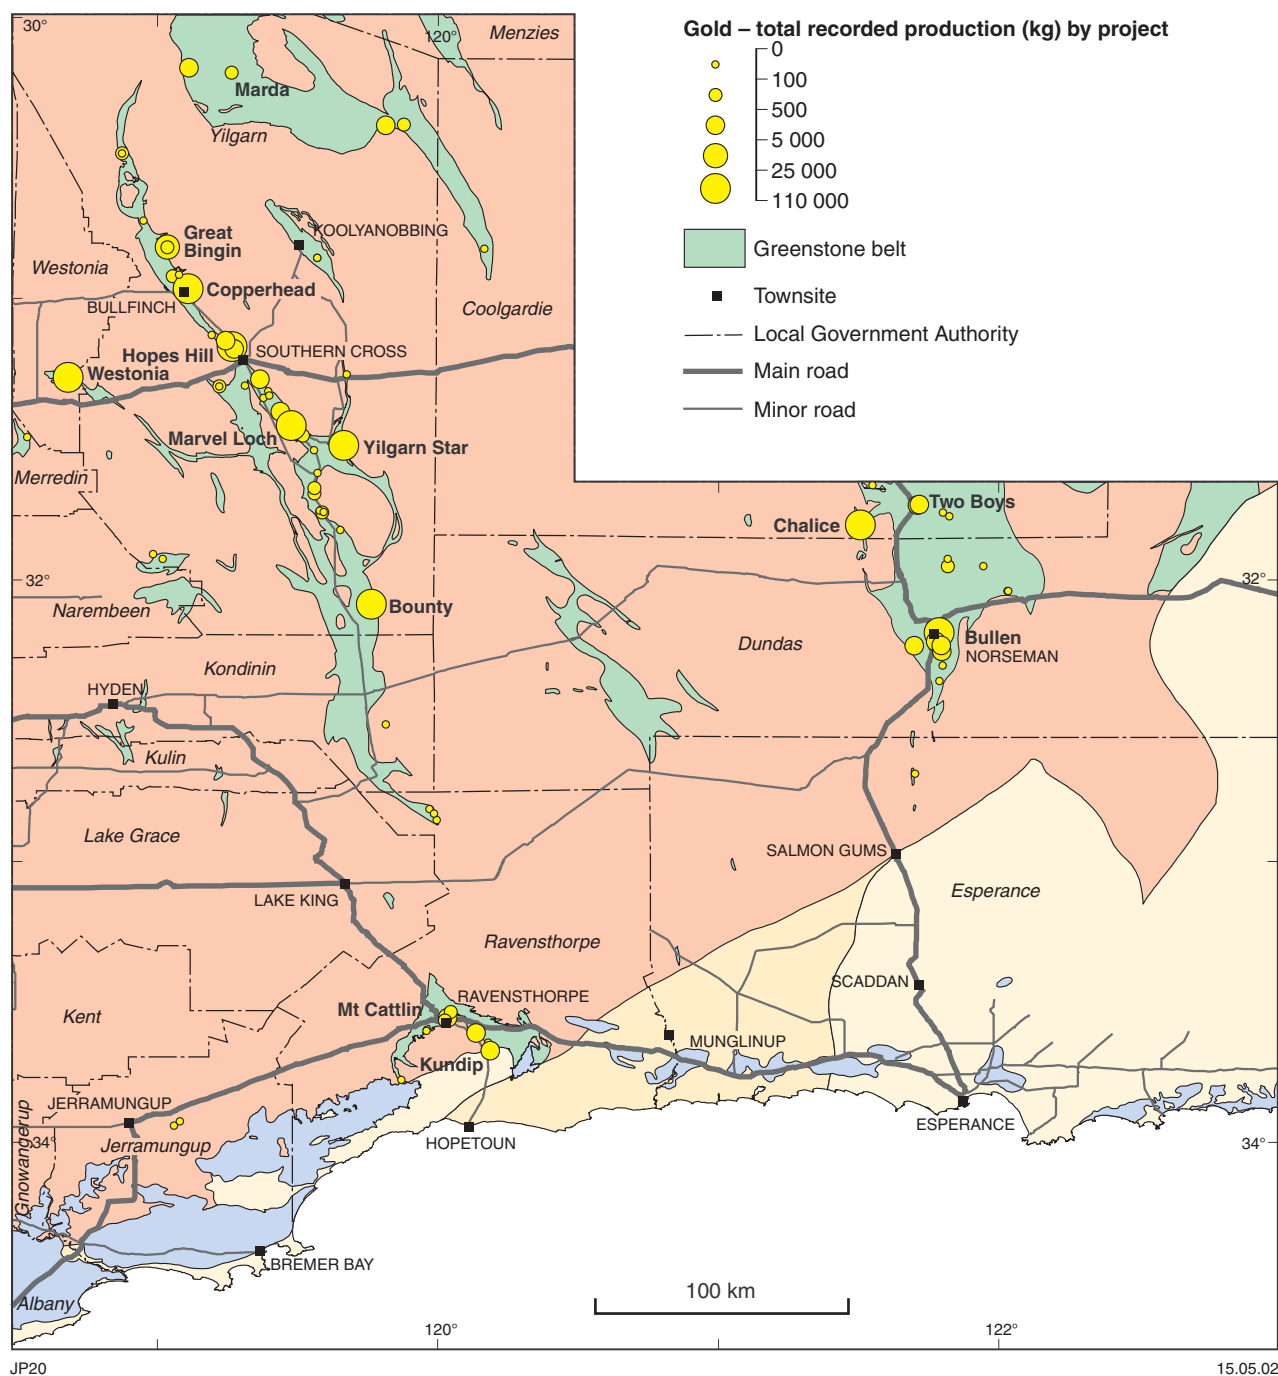 30°
120°
Menzies
Gold – total recorded production (kg) by project
0
100
500
5 000
25 000
110 000
Greenstone belt
Townsite
Local Government Authority
Main road
Minor road
Marda
Yilgarn
Great
Bingin
KOOLYANOBBING
Westonia
Copperhead
BULLFINCH
Coolgardie
Hopes Hill
SOUTHERN CROSS
Westonia
Marvel Loch
Yilgarn Star
Merredin
Two Boys
Chalice
32°
32°
Narembeen
Bounty
Dundas
Bullen
NORSEMAN
Kondinin
HYDEN
Kulin
Lake Grace
SALMON GUMS
Esperance
LAKE KING
Ravensthorpe
SCADDAN
Mt Cattlin
RAVENSTHORPE
Kent
MUNGLINUP
Kundip
JERRAMUNGUP
ESPERANCE
HOPETOUN
34°
34°
Jerramungup
Gnowangerup
BREMER BAY
100 km
Albany
120°
122°
JP20
15.05.02